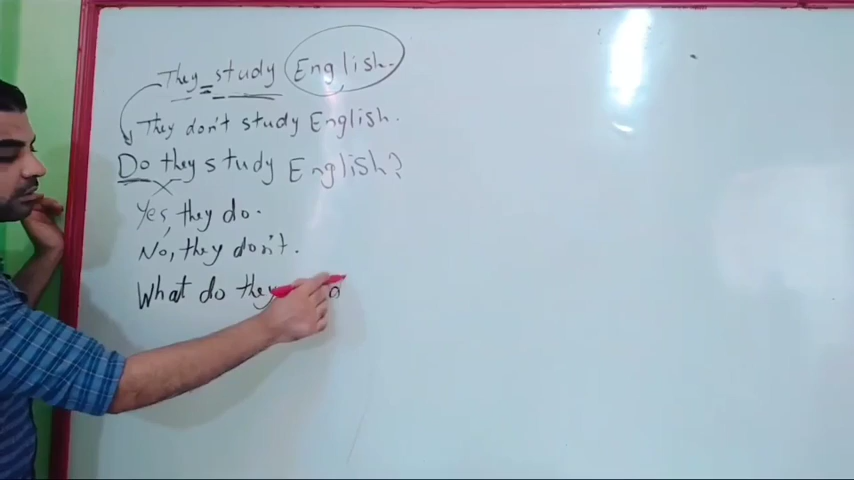 They study English.
They don't study English.
Do they study English?
Yes, they do.
No, they don't.
What do they